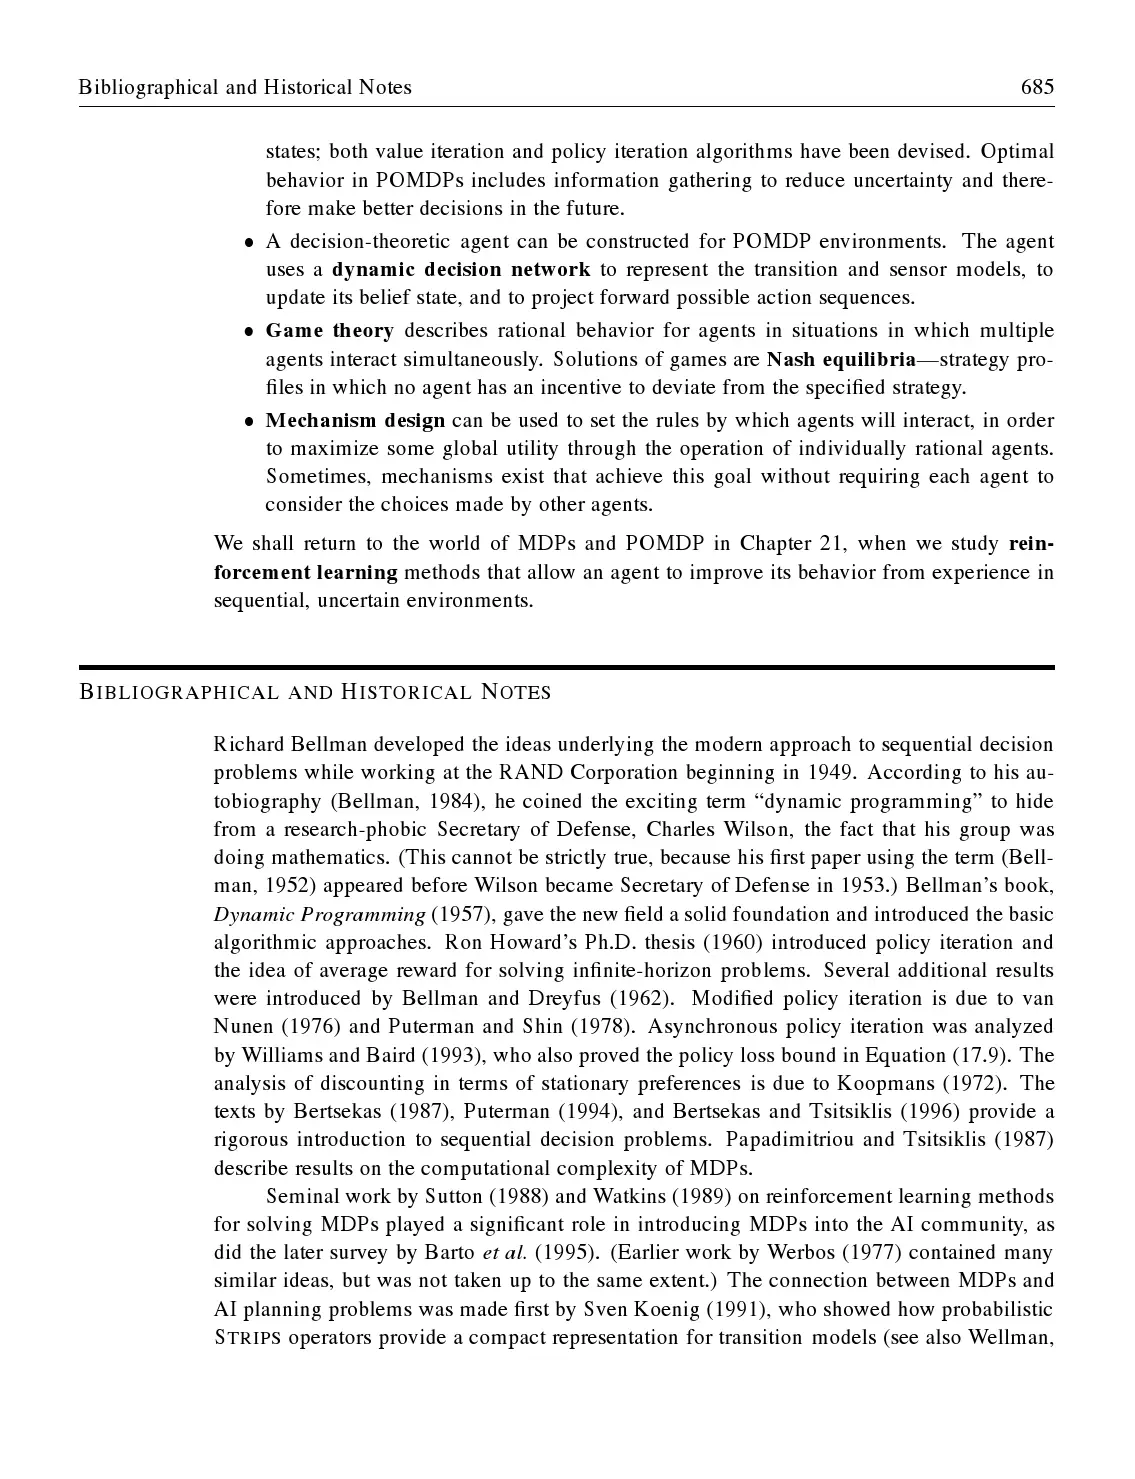 Bibliographical and Historical Notes 685
states; both value iteration and policy iteration algorithms have been devised. Optimal
behavior in POMDPs includes information gathering to reduce uncertainty and there-
fore make better decisions in the future.
• A decision-theoretic agent can be constructed for POMDP environments. The agent
uses a dynamic decision network to represent the transition and sensor models, to
update its belief state, and to project forward possible action sequences.
• Game theory describes rational behavior for agents in situations in which multiple
agents interact simultaneously. Solutions of games are Nash equilibria—strategy pro-
files in which no agent has an incentive to deviate from the specified strategy.
• Mechanism design can be used to set the rules by which agents will interact, in order
to maximize some global utility through the operation of individually rational agents.
Sometimes, mechanisms exist that achieve this goal without requiring each agent to
consider the choices made by other agents.
We shall return to the world of MDPs and POMDP in Chapter 21, when we study rein-
forcement learning methods that allow an agent to improve its behavior from experience in
sequential, uncertain environments.
BIBLIOGRAPHICAL AND HISTORICAL NOTES
Richard Bellman developed the ideas underlying the modern approach to sequential decision
problems while working at the RAND Corporation beginning in 1949. According to his au-
tobiography (Bellman, 1984), he coined the exciting term “dynamic programming” to hide
from a research-phobic Secretary of Defense, Charles Wilson, the fact that his group was
doing mathematics. (This cannot be strictly true, because his first paper using the term (Bell-
man, 1952) appeared before Wilson became Secretary of Defense in 1953.) Bellman’s book,
Dynamic Programming (1957), gave the new field a solid foundation and introduced the basic
algorithmic approaches. Ron Howard’s Ph.D. thesis (1960) introduced policy iteration and
the idea of average reward for solving infinite-horizon problems. Several additional results
were introduced by Bellman and Dreyfus (1962). Modified policy iteration is due to van
Nunen (1976) and Puterman and Shin (1978). Asynchronous policy iteration was analyzed
by Williams and Baird (1993), who also proved the policy loss bound in Equation (17.9). The
analysis of discounting in terms of stationary preferences is due to Koopmans (1972). The
texts by Bertsekas (1987), Puterman (1994), and Bertsekas and Tsitsiklis (1996) provide a
rigorous introduction to sequential decision problems. Papadimitriou and Tsitsiklis (1987)
describe results on the computational complexity of MDPs.
Seminal work by Sutton (1988) and Watkins (1989) on reinforcement learning methods
for solving MDPs played a significant role in introducing MDPs into the AI community, as
did the later survey by Barto et al. (1995). (Earlier work by Werbos (1977) contained many
similar ideas, but was not taken up to the same extent.) The connection between MDPs and
AI planning problems was made first by Sven Koenig (1991), who showed how probabilistic
STRIPS operators provide a compact representation for transition models (see also Wellman,